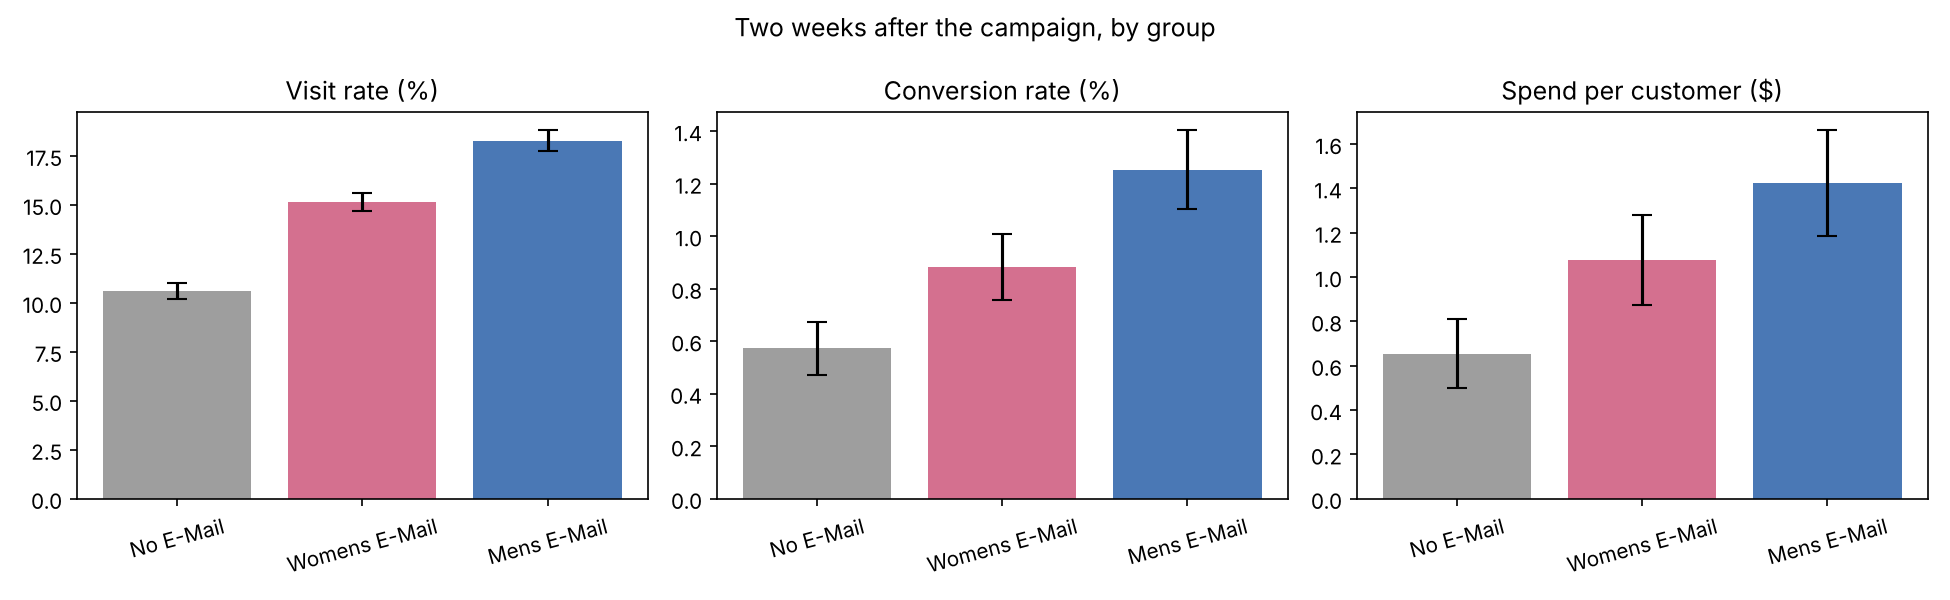 Two weeks after the campaign, by group
Visit rate (%)
17.5
15.0
12.5
10.0
7.5
5.0
2.5
0.0
No E-Mail
Womens E-Mail
Mens E-Mail
Conversion rate (%)
1.4
1.2
1.0
0.8
0.6
0.4
0.2
0.0
No E-Mail
Womens E-Mail
Mens E-Mail
Spend per customer ($)
1.6
1.4
1.2
1.0
0.8
0.6
0.4
0.2
0.0
No E-Mail
Womens E-Mail
Mens E-Mail